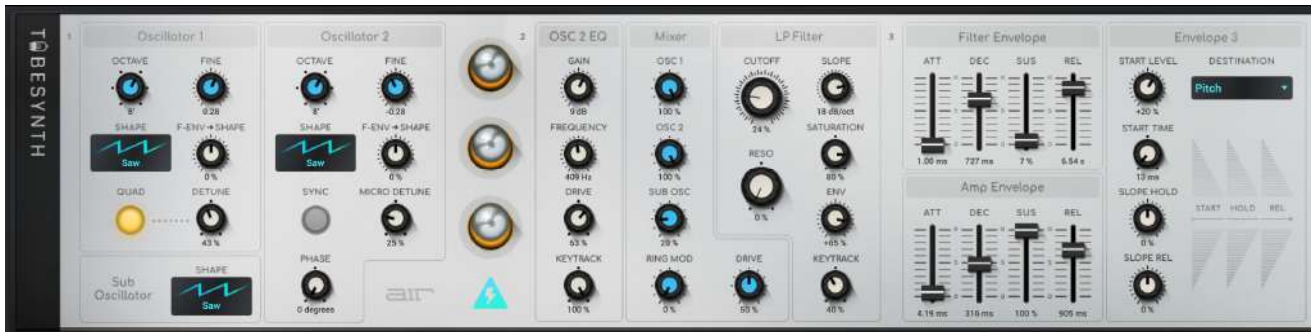 TUBESYNTH
1
Oscillator 1
OCTAVE
FINE
8'
0.28
SHAPE
F-ENV→SHAPE
Saw
0 %
QUAD
DETUNE
43 %
Sub
Oscillator
SHAPE
Saw
Oscillator 2
OCTAVE
FINE
8'
-0.28
SHAPE
F-ENV→SHAPE
Saw
0 %
SYNC
MICRO DETUNE
25 %
PHASE
0 degrees
air
2
OSC 2 EQ
GAIN
9 dB
FREQUENCY
409 Hz
DRIVE
63 %
KEYTRACK
100 %
Mixer
OSC 1
100 %
OSC 2
100 %
SUB OSC
20 %
RING MOD
0 %
DRIVE
50 %
LP Filter
CUTOFF
SLOPE
24 %
18 dB/oct
SATURATION
80 %
RESO
0 %
ENV
+65 %
KEYTRACK
40 %
3
Filter Envelope
ATT
DEC
SUS
REL
1.00 ms
727 ms
7 %
6.54 s
Amp Envelope
ATT
DEC
SUS
REL
4.19 ms
316 ms
100 %
905 ms
Envelope 3
START LEVEL
DESTINATION
+20 %
Pitch
START TIME
13 ms
SLOPE HOLD
0 %
START
HOLD
REL
SLOPE REL
0 %